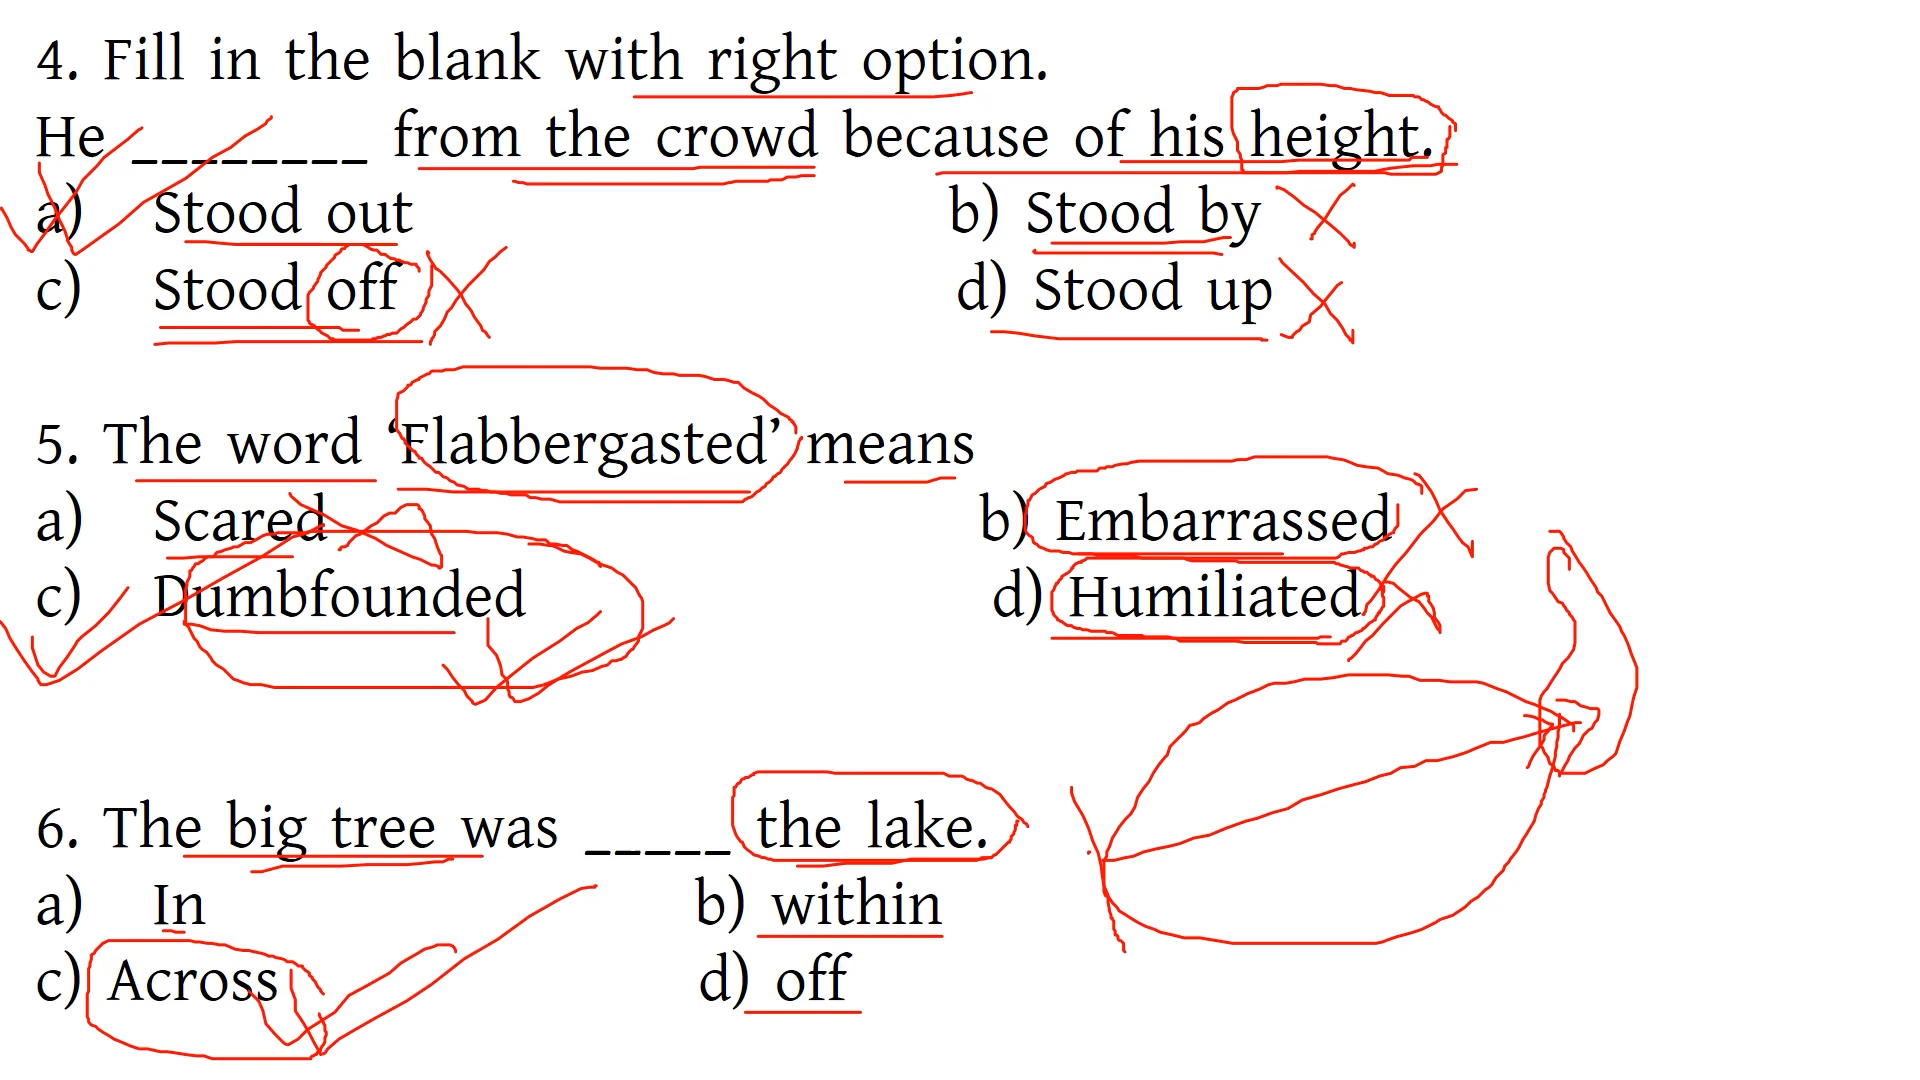 4. Fill in the blank with right option.
He ________ from the crowd because of his height.
a) Stood out b) Stood by
c) Stood off d) Stood up
5. The word ‘Flabbergasted’ means
a) Scared b) Embarrassed
c) Dumbfounded d) Humiliated
6. The big tree was _____ the lake.
a) In b) within
c) Across d) off